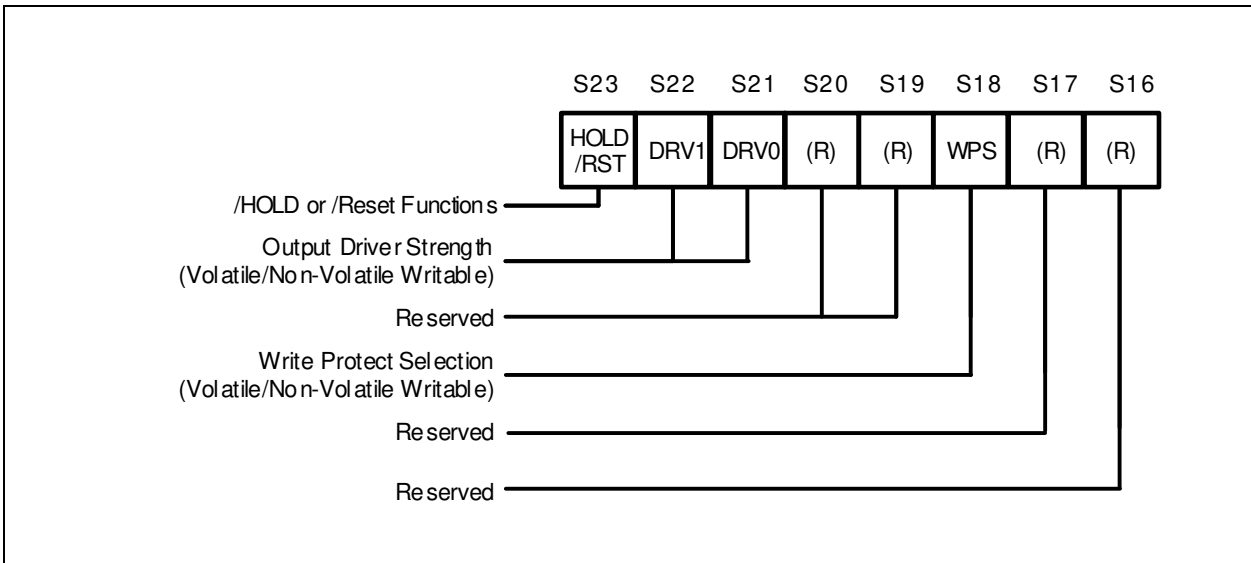 S23 S22 S21 S20 S19 S18 S17 S16
HOLD
/RST
DRV1 DRV0 (R) (R) WPS (R) (R)
/HOLD or /Reset Functions
Output Driver Strength
(Volatile/Non-Volatile Writable)
Reserved
Write Protect Selection
(Volatile/Non-Volatile Writable)
Reserved
Reserved